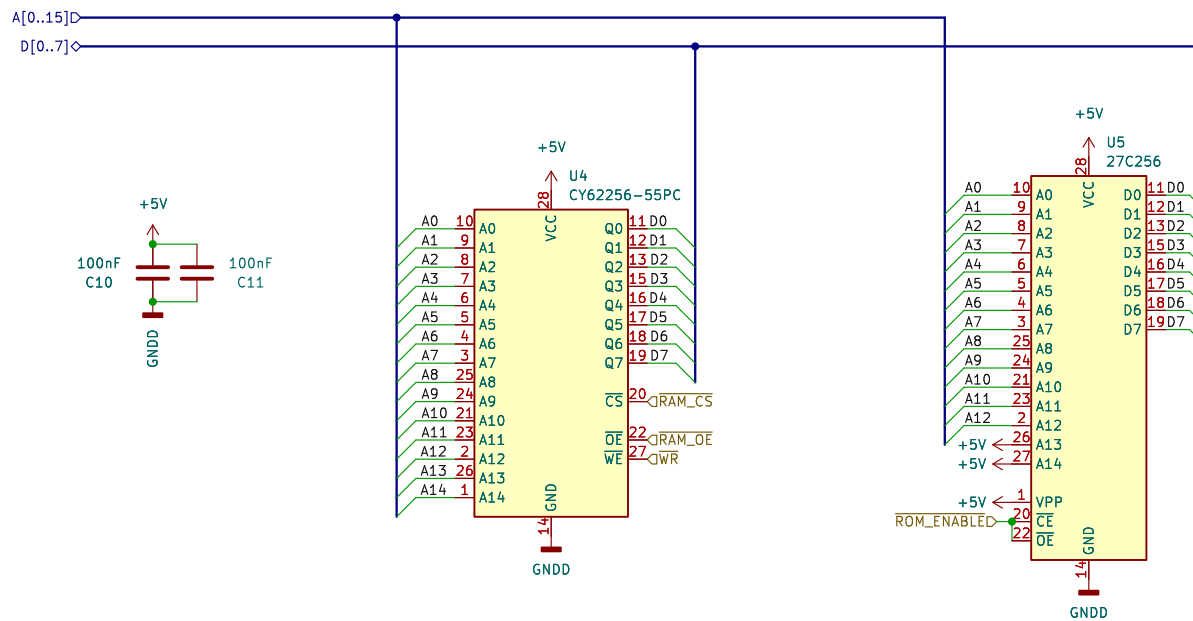 A[0..15]
D[0..7]
+5V
100nF
C10
100nF
C11
GNDD
+5V
U4
CY62256-55PC
28
VCC
A0 10 A0 Q0 11 D0
A1 9 A1 Q1 12 D1
A2 8 A2 Q2 13 D2
A3 7 A3 Q3 15 D3
A4 6 A4 Q4 16 D4
A5 5 A5 Q5 17 D5
A6 4 A6 Q6 18 D6
A7 3 A7 Q7 19 D7
A8 25 A8
A9 24 A9 CS 20 RAM_CS
A10 21 A10
A11 23 A11 OE 22 RAM_OE
A12 2 A12 WE 27 WR
A13 26 A13
A14 1 A14
GND
14
GNDD
+5V
U5
27C256
28
VCC
A0 10 A0 D0 11 D0
A1 9 A1 D1 12 D1
A2 8 A2 D2 13 D2
A3 7 A3 D3 15 D3
A4 6 A4 D4 16 D4
A5 5 A5 D5 17 D5
A6 4 A6 D6 18 D6
A7 3 A7 D7 19 D7
A8 25 A8
A9 24 A9
A10 21 A10
A11 23 A11
A12 2 A12
+5V 26 A13
+5V 27 A14
+5V 1 VPP
ROM_ENABLE 20 CE
22 OE
GND
14
GNDD